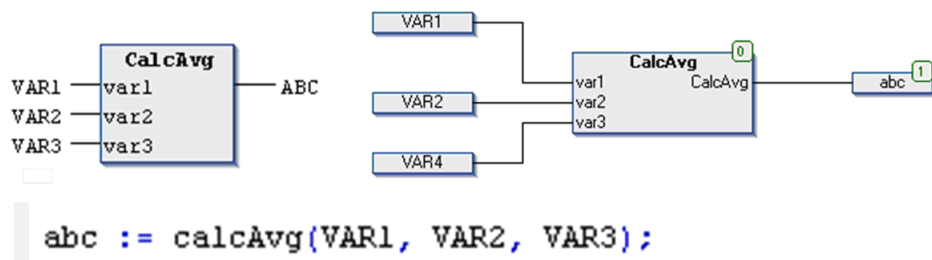 CalcAvg
VAR1 var1 ABC
VAR2 var2
VAR3 var3
VAR1
VAR2
VAR4
0
CalcAvg
var1 CalcAvg
var2
var3
abc 1
abc := calcAvg(VAR1, VAR2, VAR3);